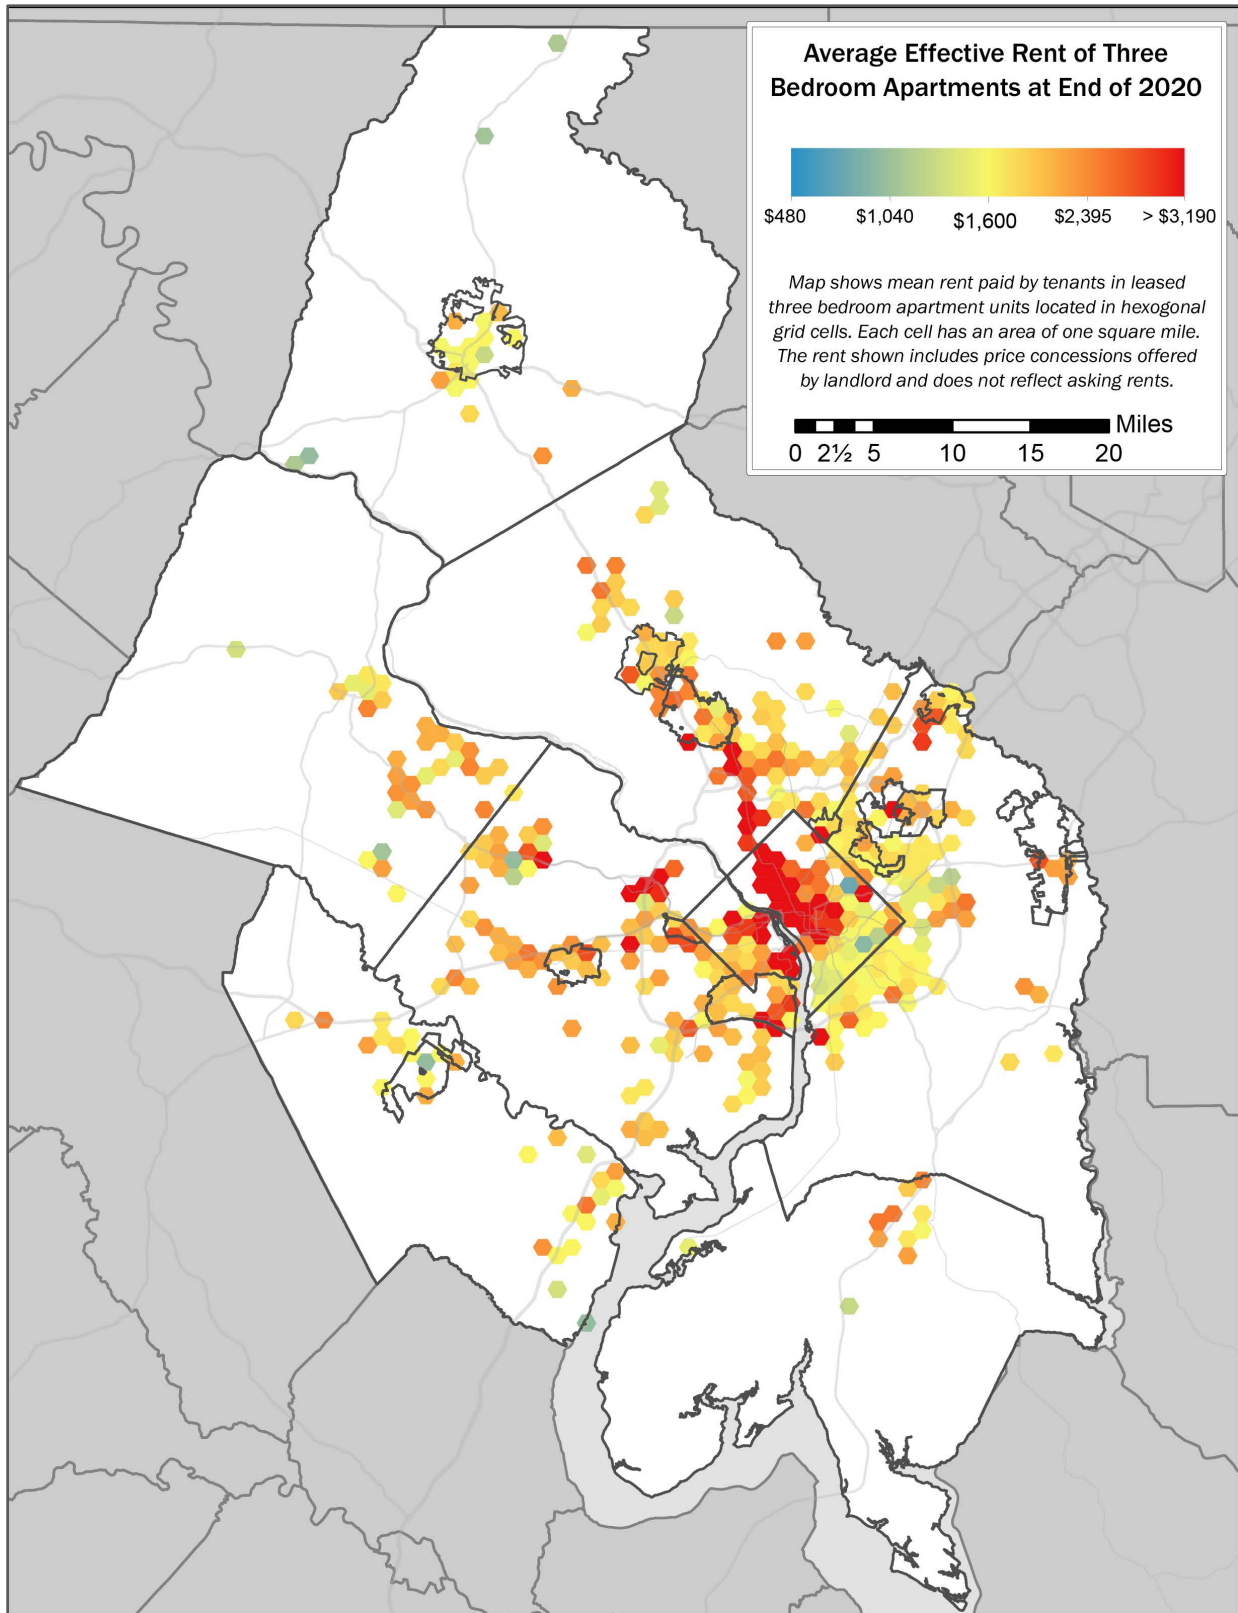 Average Effective Rent of Three
Bedroom Apartments at End of 2020
$480 $1,040 $1,600 $2,395 > $3,190
Map shows mean rent paid by tenants in leased
three bedroom apartment units located in hexogonal
grid cells. Each cell has an area of one square mile.
The rent shown includes price concessions offered
by landlord and does not reflect asking rents.
Miles
0 2½ 5 10 15 20